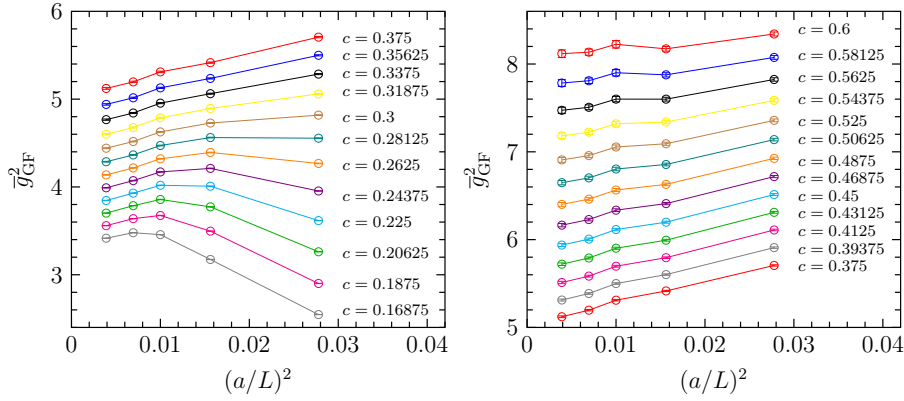 6
5
4
3
ḡ²_GF
c = 0.375
c = 0.35625
c = 0.3375
c = 0.31875
c = 0.3
c = 0.28125
c = 0.2625
c = 0.24375
c = 0.225
c = 0.20625
c = 0.1875
c = 0.16875
0 0.01 0.02 0.03 0.04
(a/L)²
8
7
6
5
ḡ²_GF
c = 0.6
c = 0.58125
c = 0.5625
c = 0.54375
c = 0.525
c = 0.50625
c = 0.4875
c = 0.46875
c = 0.45
c = 0.43125
c = 0.4125
c = 0.39375
c = 0.375
0 0.01 0.02 0.03 0.04
(a/L)²